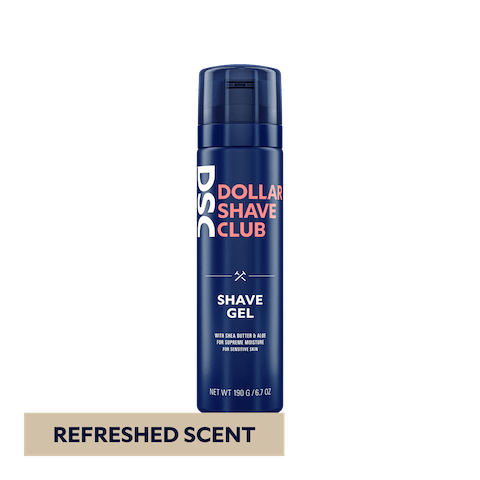 DSC
DOLLAR
SHAVE
CLUB
SHAVE
GEL
WITH SHEA BUTTER & ALOE
FOR SUPREME MOISTURE
FOR SENSITIVE SKIN
NET WT 190 G / 6.7 OZ
REFRESHED SCENT